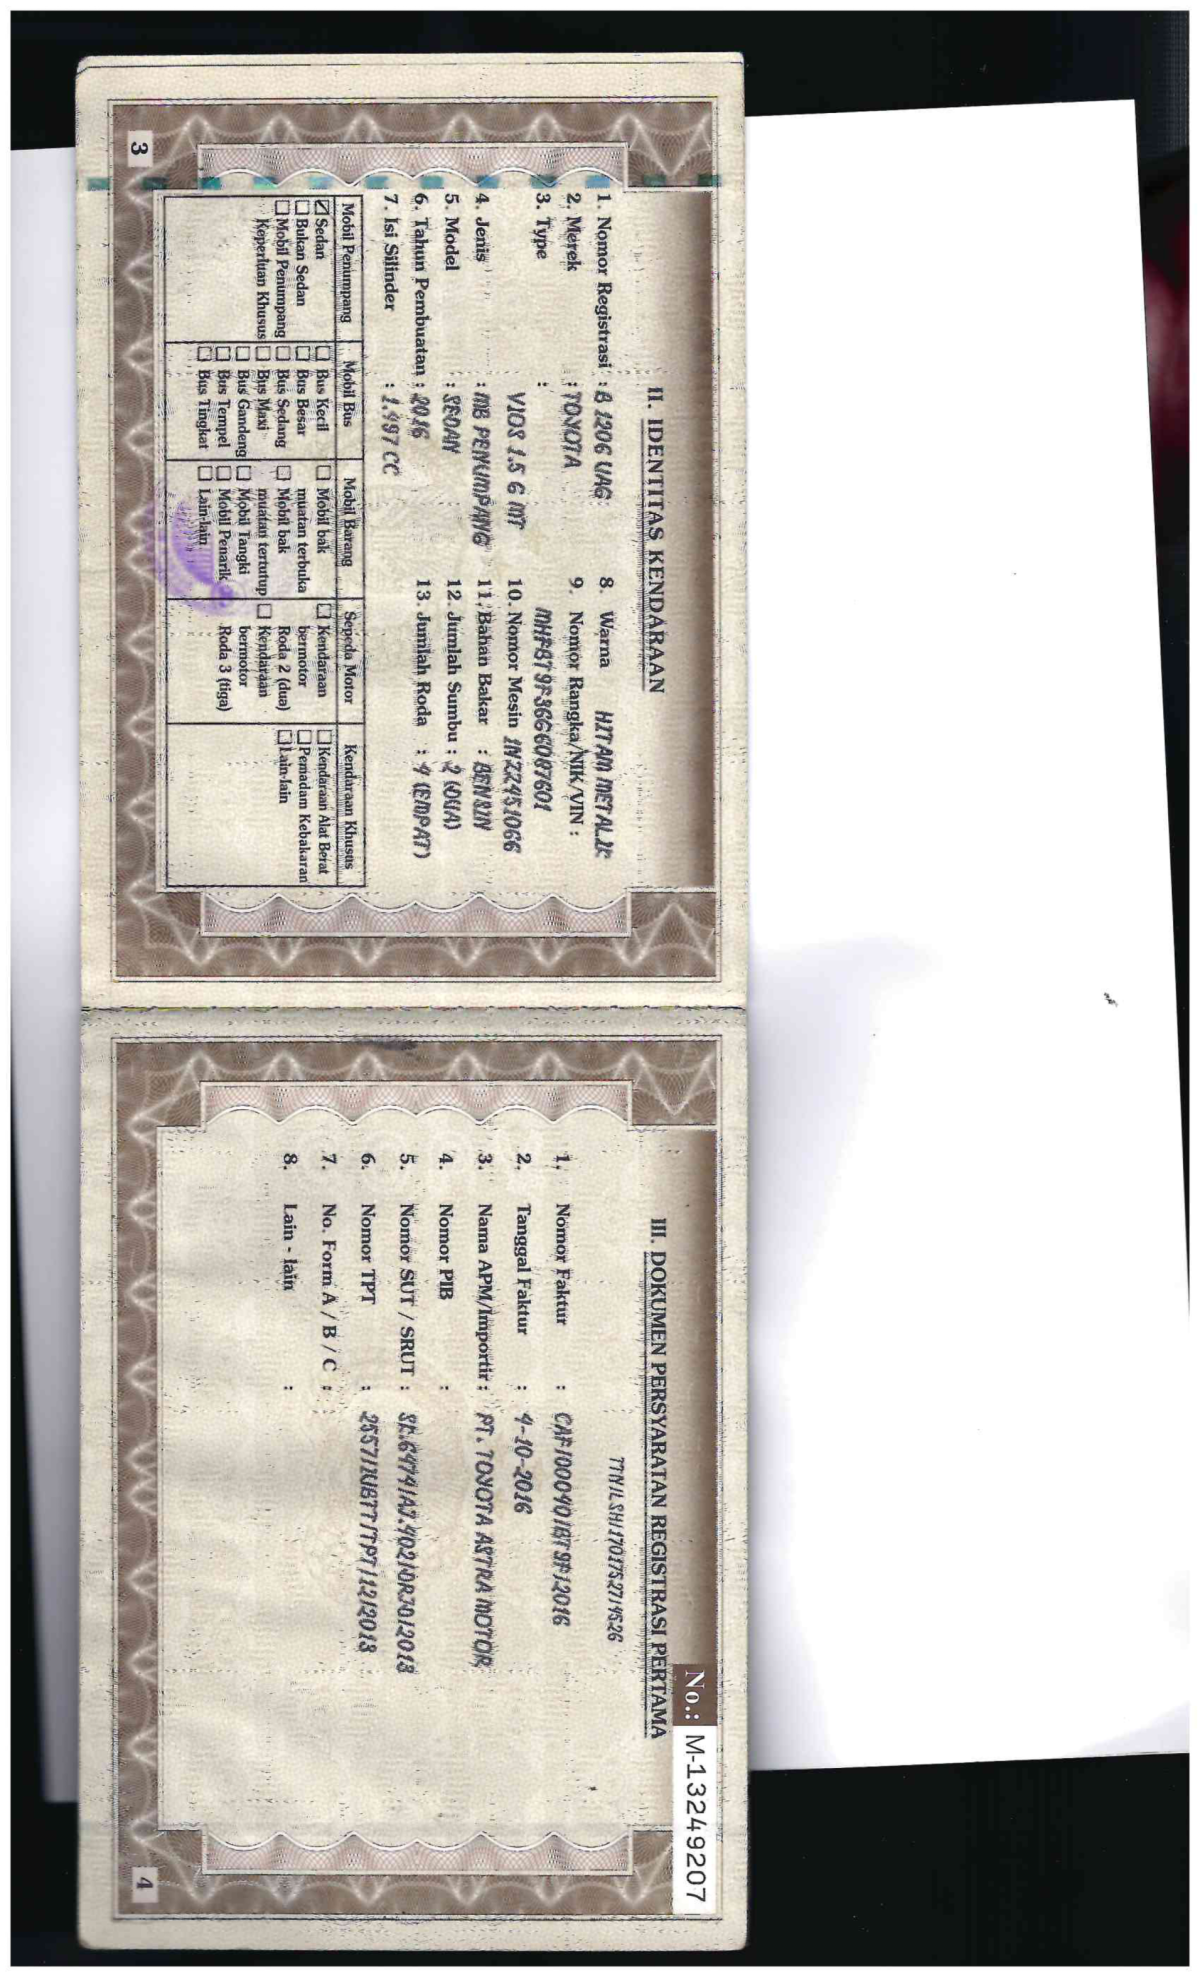 II. IDENTITAS KENDARAAN
1. Nomor Registrasi : B 1206 UAG
2. Merek : TOYOTA
3. Type :
VIOS 1.5 G MT
4. Jenis : MB PENUMPANG
5. Model : SEDAN
6. Tahun Pembuatan : 2016
7. Isi Silinder : 1.497 CC
8. Warna HITAM METALIK
9. Nomor Rangka/NIK/VIN :
MHFBT9F36G6087601
10. Nomor Mesin 1NZZ451066
11. Bahan Bakar : BENSIN
12. Jumlah Sumbu : 2 (DUA)
13. Jumlah Roda : 4 (EMPAT)
Mobil Penumpang
Sedan
Bukan Sedan
Mobil Penumpang
Keperluan Khusus
Mobil Bus
Bus Kecil
Bus Besar
Bus Sedang
Bus Maxi
Bus Gandeng
Bus Tempel
Bus Tingkat
Mobil Barang
Mobil bak
muatan terbuka
Mobil bak
muatan tertutup
Mobil Tangki
Mobil Penarik
Lain-lain
Sepeda Motor
Kendaraan
bermotor
Roda 2 (dua)
Kendaraan
bermotor
Roda 3 (tiga)
Kendaraan Khusus
Kendaraan Alat Berat
Pemadam Kebakaran
Lain-lain
3
No.: M-13249207
III. DOKUMEN PERSYARATAN REGISTRASI PERTAMA
1. Nomor Faktur :
2. Tanggal Faktur : 4-10-2016
3. Nama APM/Importir : PT. TOYOTA ASTRA MOTOR
4. Nomor PIB :
5. Nomor SUT / SRUT :
6. Nomor TPT :
7. No. Form A / B / C :
8. Lain - lain :
4